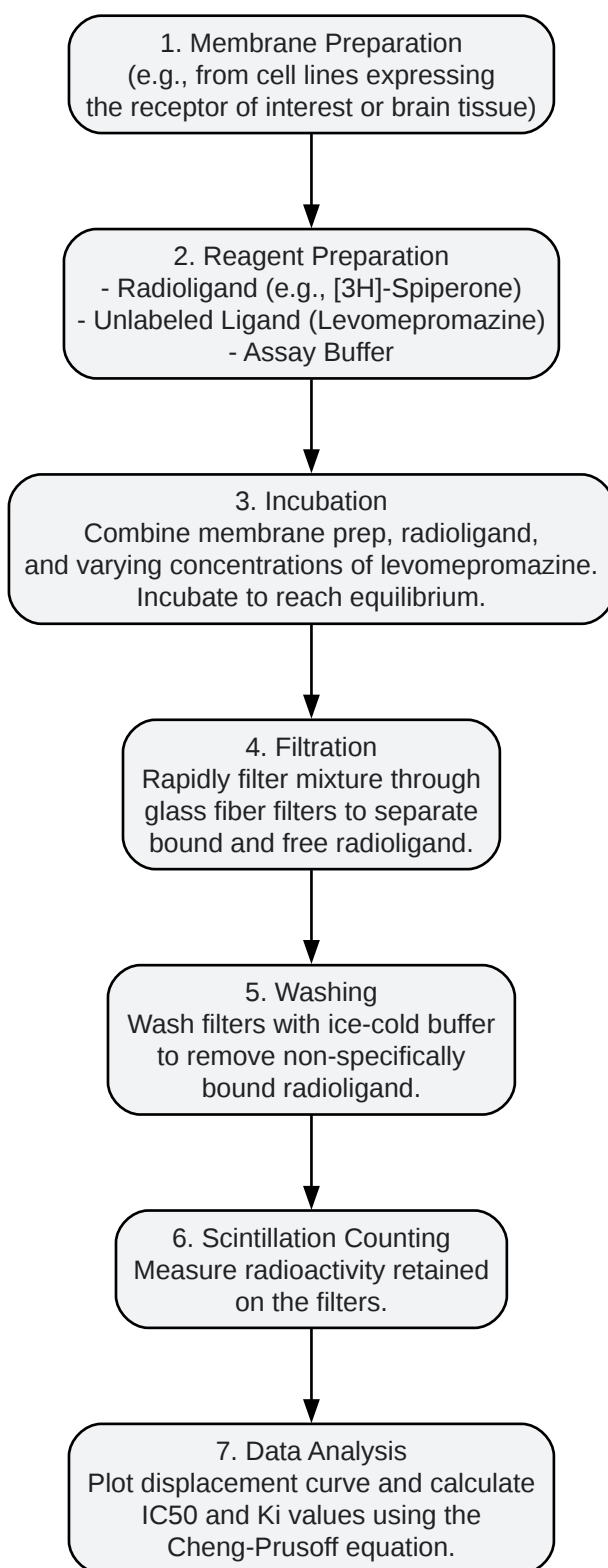 1. Membrane Preparation
(e.g., from cell lines expressing
the receptor of interest or brain tissue)
2. Reagent Preparation
- Radioligand (e.g., [3H]-Spiperone)
- Unlabeled Ligand (Levomepromazine)
- Assay Buffer
3. Incubation
Combine membrane prep, radioligand,
and varying concentrations of levomepromazine.
Incubate to reach equilibrium.
4. Filtration
Rapidly filter mixture through
glass fiber filters to separate
bound and free radioligand.
5. Washing
Wash filters with ice-cold buffer
to remove non-specifically
bound radioligand.
6. Scintillation Counting
Measure radioactivity retained
on the filters.
7. Data Analysis
Plot displacement curve and calculate
IC50 and Ki values using the
Cheng-Prusoff equation.